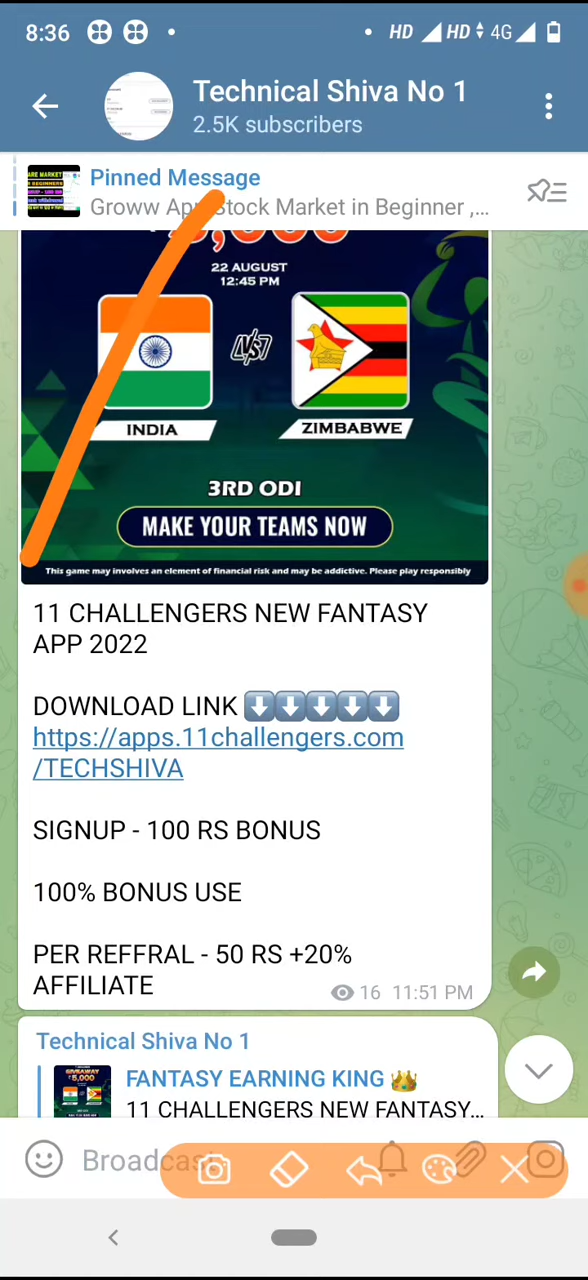 8:36
HD HD 4G
Technical Shiva No 1
2.5K subscribers
Pinned Message
Groww App Stock Market in Beginner ,...
22 AUGUST
12:45 PM
VS
INDIA
ZIMBABWE
3RD ODI
MAKE YOUR TEAMS NOW
This game may involves an element of financial risk and may be addictive. Please play responsibly
11 CHALLENGERS NEW FANTASY
APP 2022
DOWNLOAD LINK
https://apps.11challengers.com
/TECHSHIVA
SIGNUP - 100 RS BONUS
100% BONUS USE
PER REFFRAL - 50 RS +20%
AFFILIATE
16 11:51 PM
Technical Shiva No 1
GIVEAWAY
₹5,000
FANTASY EARNING KING
11 CHALLENGERS NEW FANTASY...
Broadcast